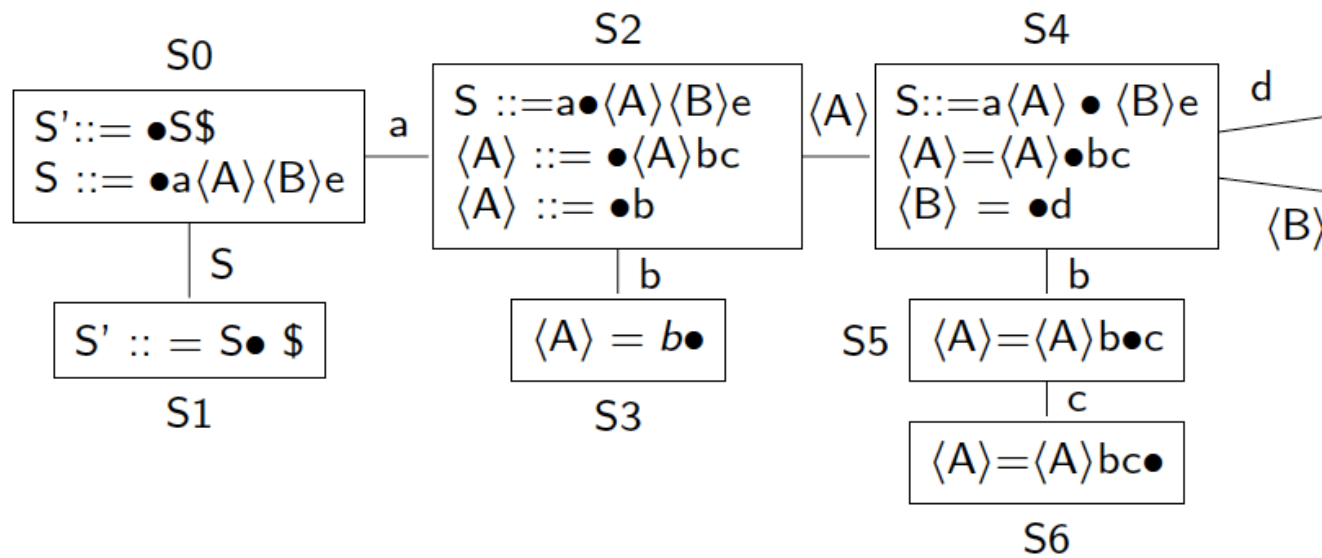 S0
S'::= •S$
S ::= •a⟨A⟩⟨B⟩e
S
S' :: = S• $
S1
a
S2
S ::=a•⟨A⟩⟨B⟩e
⟨A⟩ ::= •⟨A⟩bc
⟨A⟩ ::= •b
b
⟨A⟩ = b•
S3
⟨A⟩
S4
S::=a⟨A⟩ • ⟨B⟩e
⟨A⟩=⟨A⟩•bc
⟨B⟩ = •d
b
S5
⟨A⟩=⟨A⟩b•c
c
⟨A⟩=⟨A⟩bc•
S6
d
⟨B⟩